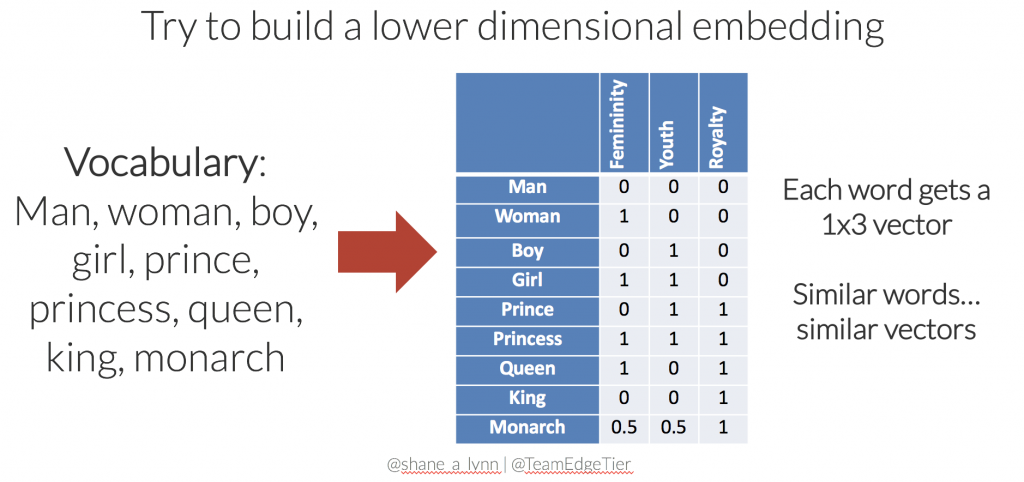 Try to build a lower dimensional embedding
Vocabulary:
Man, woman, boy,
girl, prince,
princess, queen,
king, monarch
Femininity Youth Royalty
Man 0 0 0
Woman 1 0 0
Boy 0 1 0
Girl 1 1 0
Prince 0 1 1
Princess 1 1 1
Queen 1 0 1
King 0 0 1
Monarch 0.5 0.5 1
Each word gets a
1x3 vector
Similar words...
similar vectors
@shane_a_lynn | @TeamEdgeTier